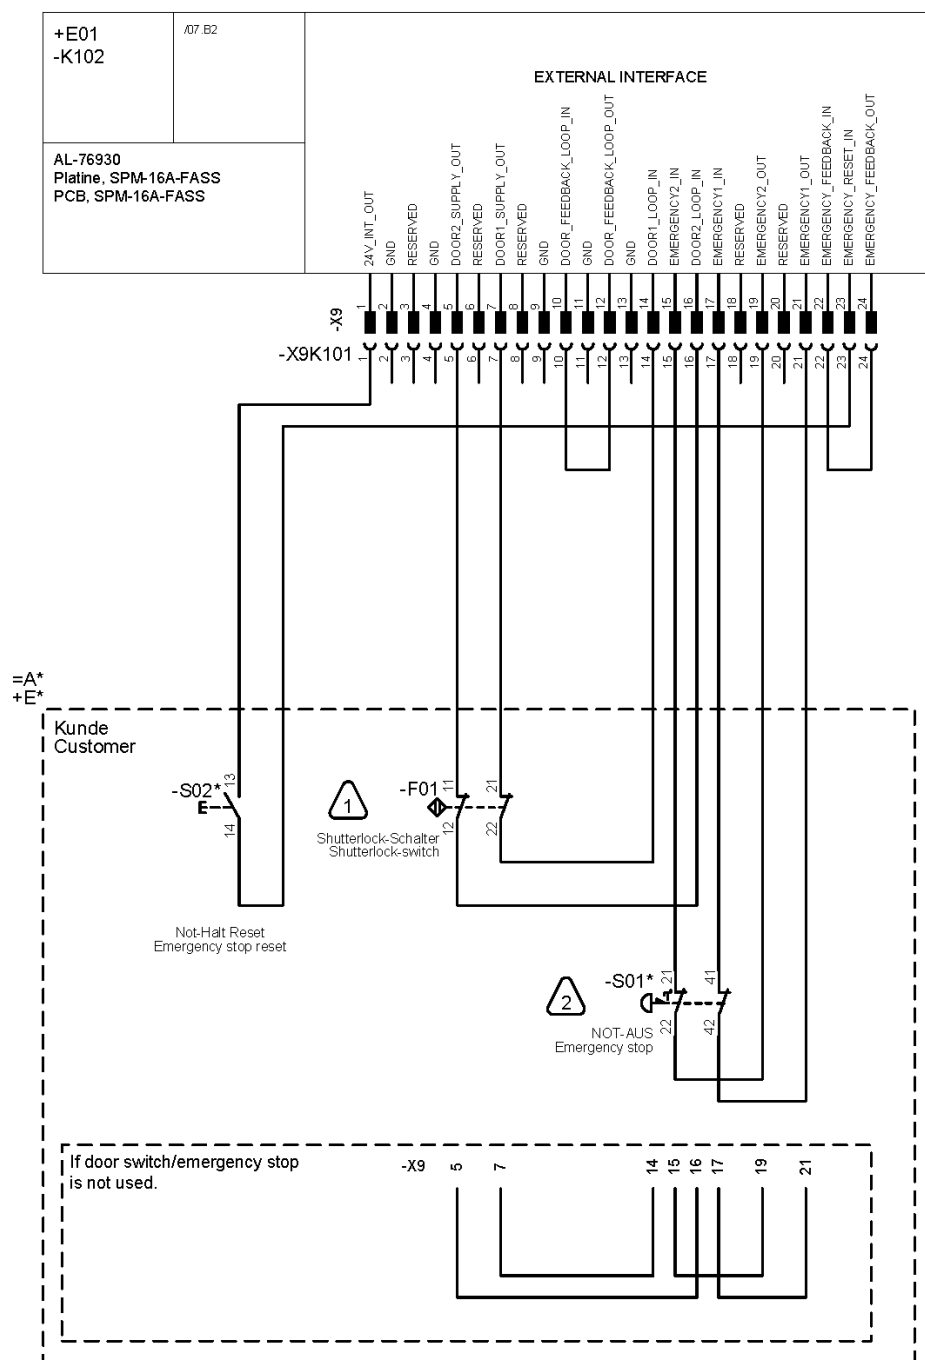 +E01
-K102
/07.B2
EXTERNAL INTERFACE
AL-76930
Platine, SPM-16A-FASS
PCB, SPM-16A-FASS
24V_INT_OUT
GND
RESERVED
GND
DOOR2_SUPPLY_OUT
RESERVED
DOOR1_SUPPLY_OUT
RESERVED
GND
DOOR_FEEDBACK_LOOP_IN
GND
DOOR_FEEDBACK_LOOP_OUT
GND
DOOR1_LOOP_IN
EMERGENCY2_IN
DOOR2_LOOP_IN
EMERGENCY1_IN
RESERVED
EMERGENCY2_OUT
RESERVED
EMERGENCY1_OUT
EMERGENCY_FEEDBACK_IN
EMERGENCY_RESET_IN
EMERGENCY_FEEDBACK_OUT
-X9
1 2 3 4 5 6 7 8 9 10 11 12 13 14 15 16 17 18 19 20 21 22 23 24
-X9K101
1 2 3 4 5 6 7 8 9 10 11 12 13 14 15 16 17 18 19 20 21 22 23 24
=A*
+E*
Kunde
Customer
-S02*
13
14
E
Not-Halt Reset
Emergency stop reset
1
-F01
11
12
21
22
Shutterlock-Schalter
Shutterlock-switch
2
-S01*
21
22
41
42
NOT-AUS
Emergency stop
If door switch/emergency stop
is not used.
-X9 5 7 14 15 16 17 19 21